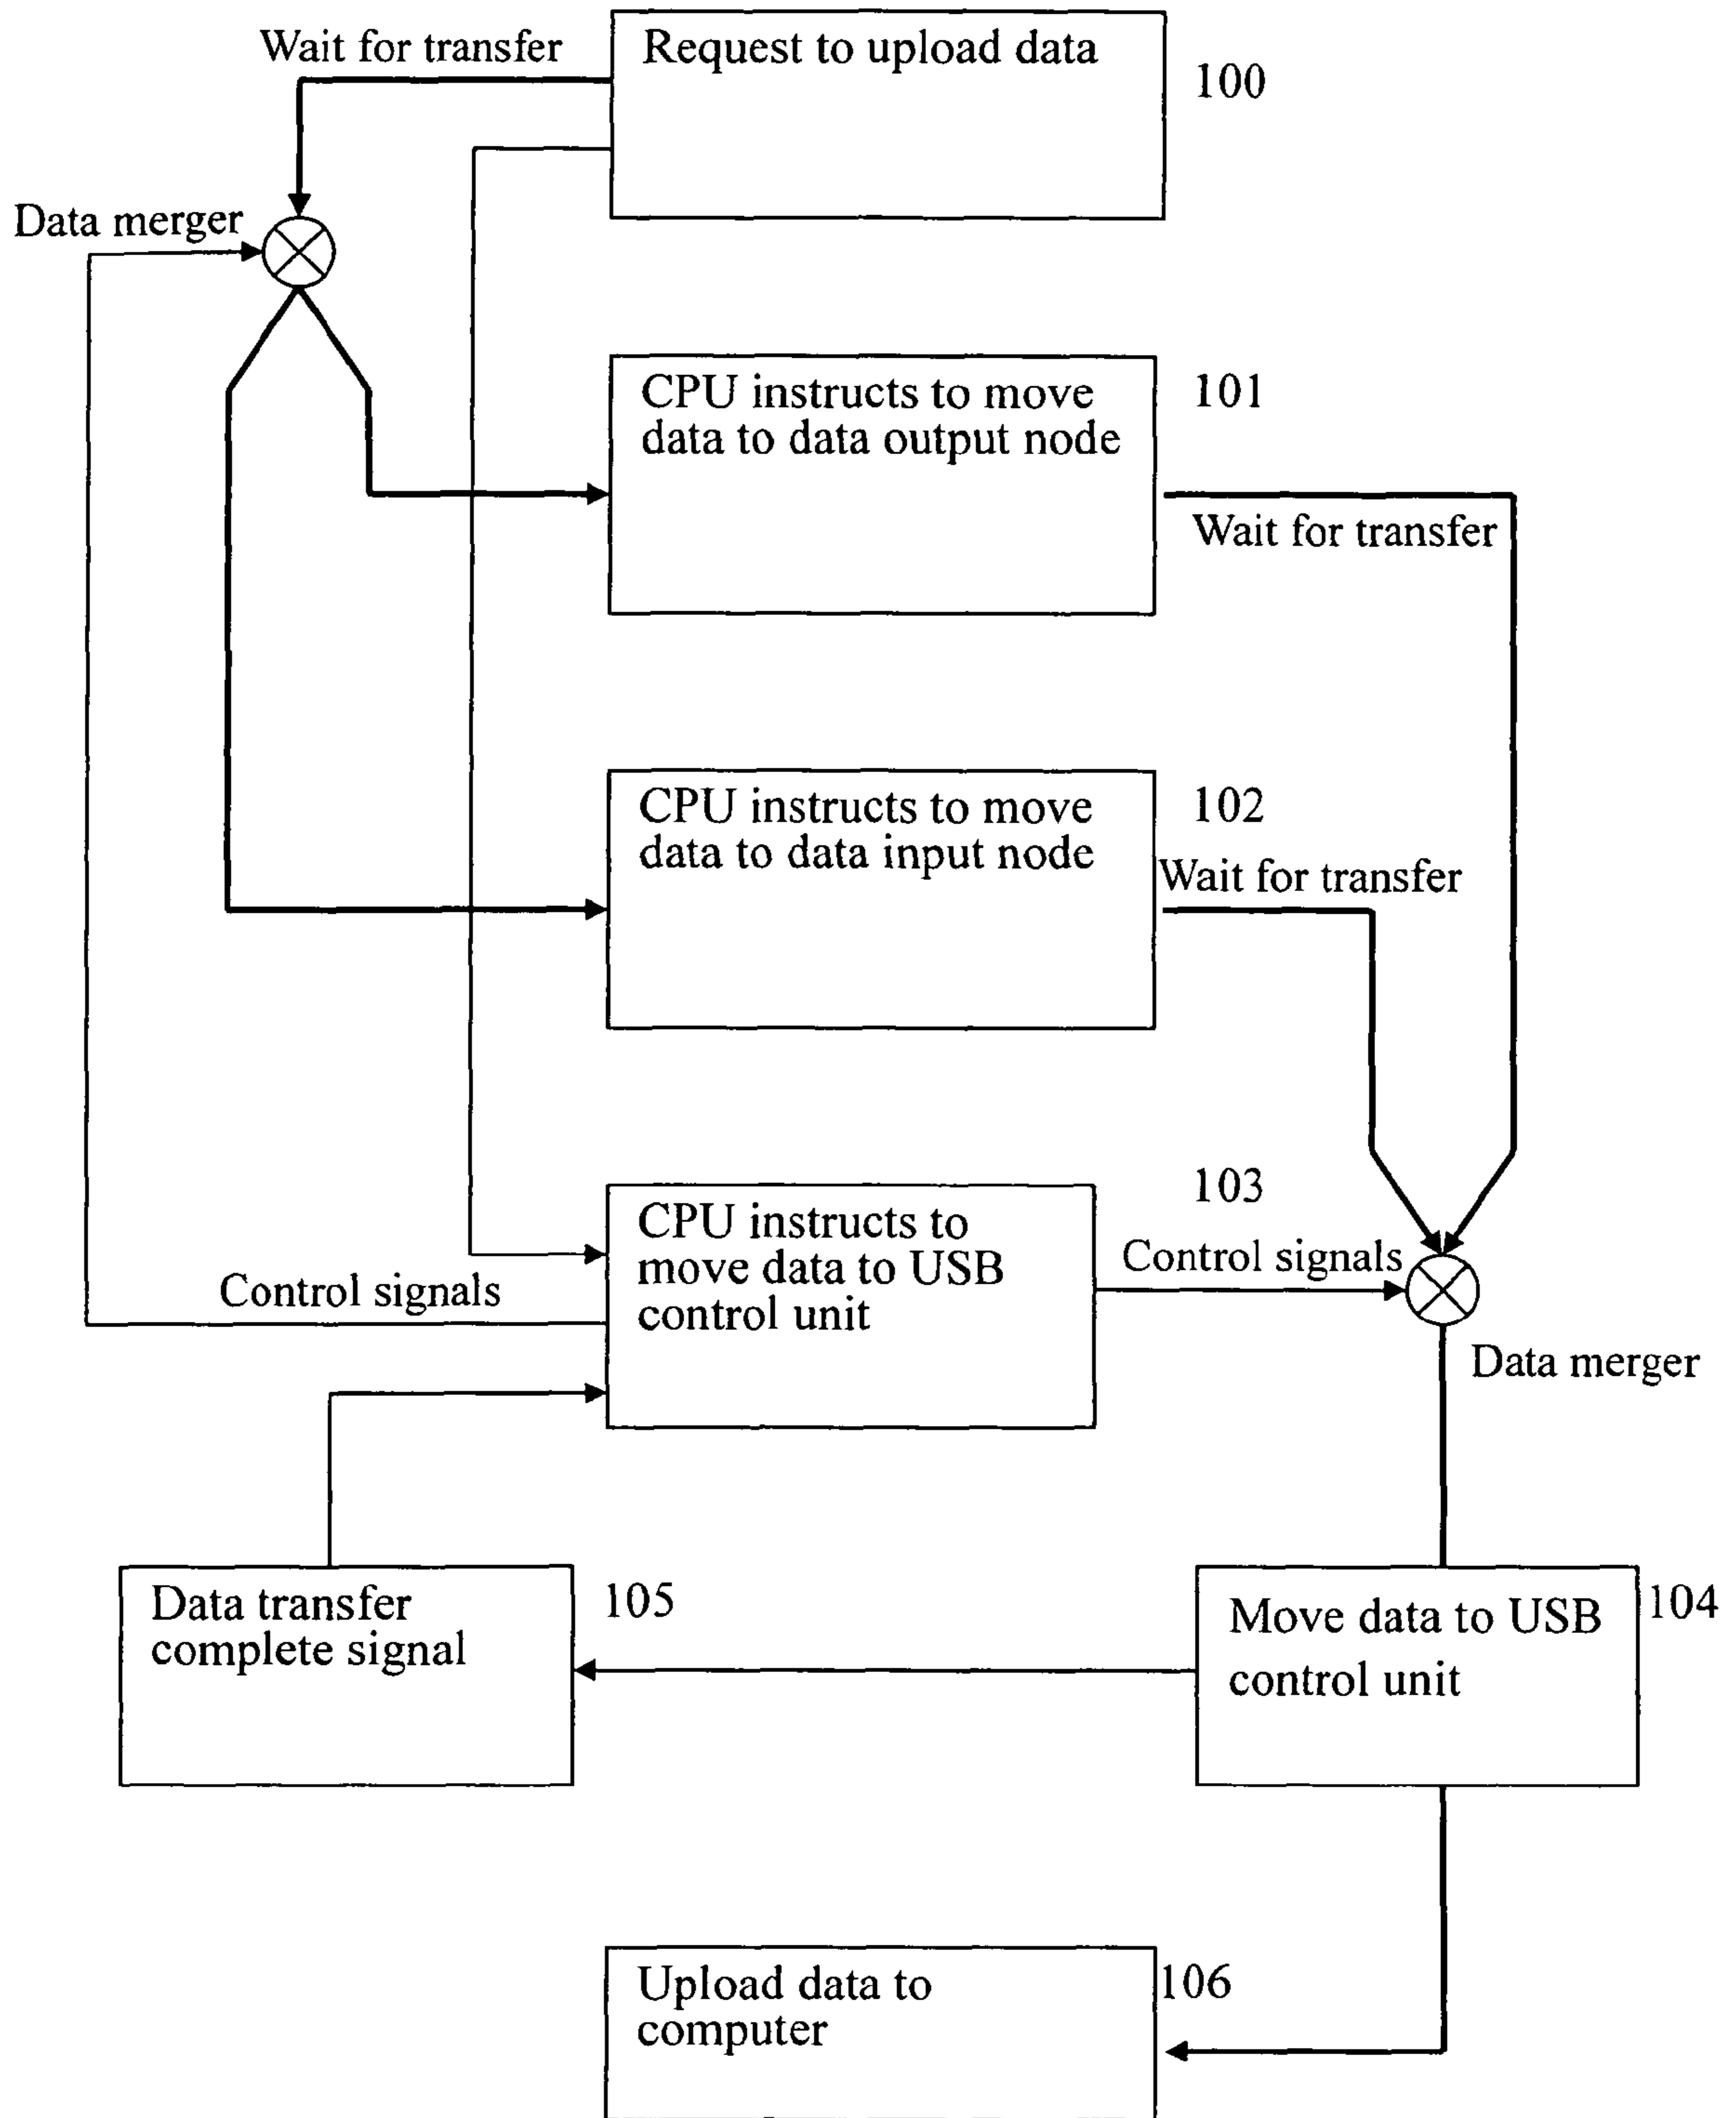 Wait for transfer
Request to upload data
100
Data merger
CPU instructs to move
data to data output node
101
Wait for transfer
CPU instructs to move
data to data input node
102
Wait for transfer
103
CPU instructs to
move data to USB
control unit
Control signals
Control signals
Data merger
Data transfer
complete signal
105
Move data to USB
control unit
104
Upload data to
computer
106